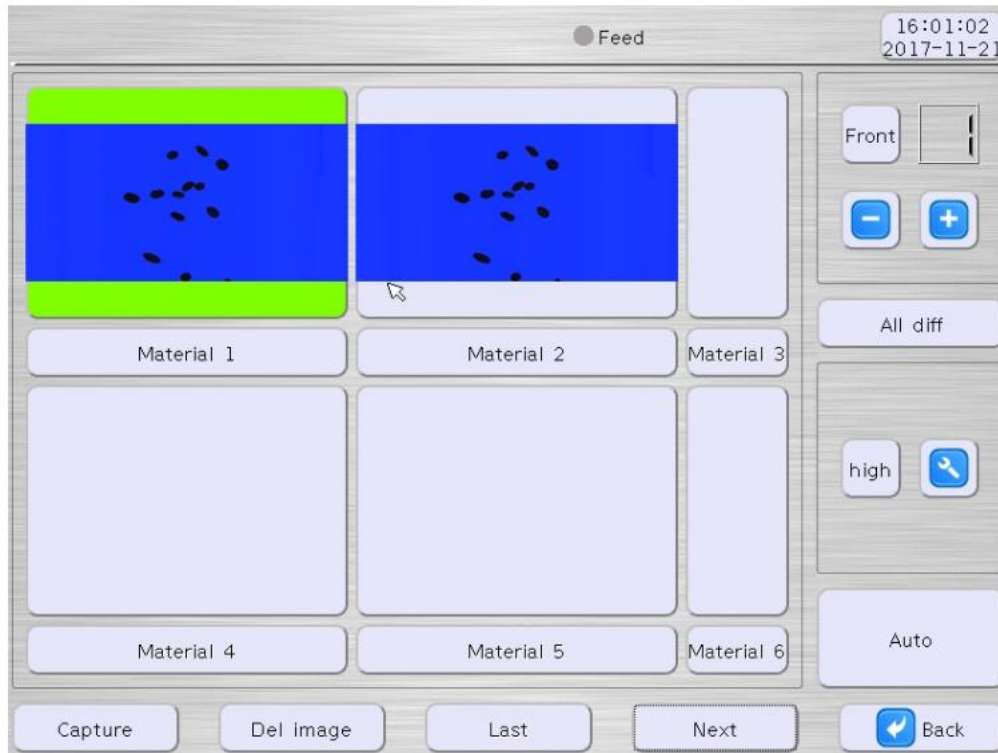 Feed
16:01:02
2017-11-21
Front
1
Material 1
Material 2
Material 3
All diff
high
Material 4
Material 5
Material 6
Auto
Capture
Del image
Last
Next
Back